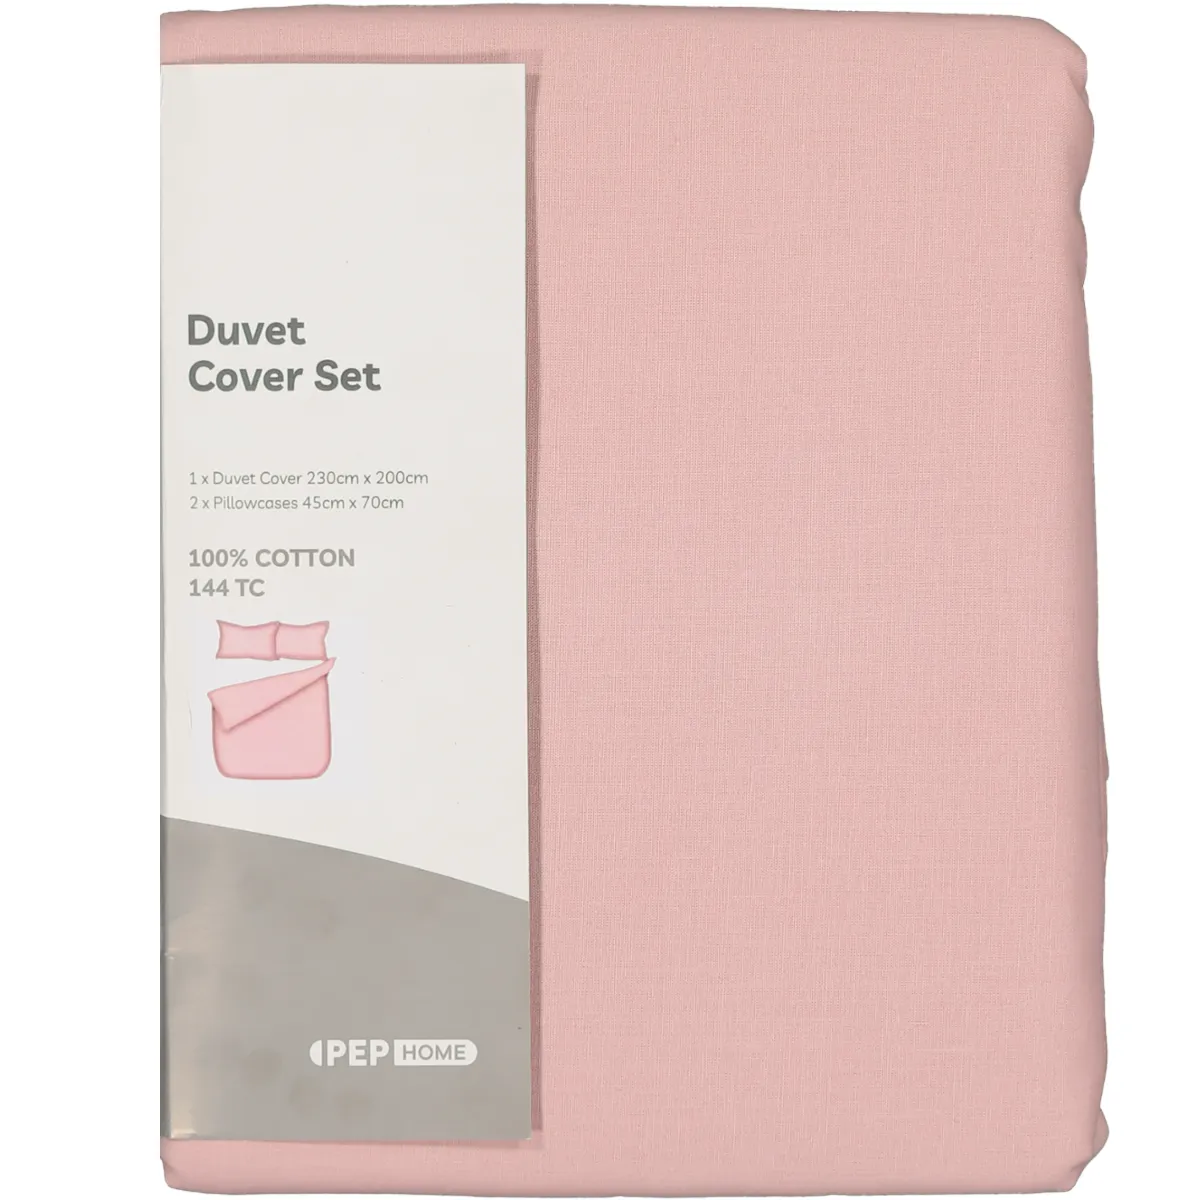 Duvet
Cover Set
1 x Duvet Cover 230cm x 200cm
2 x Pillowcases 45cm x 70cm
100% COTTON
144 TC
PEP HOME